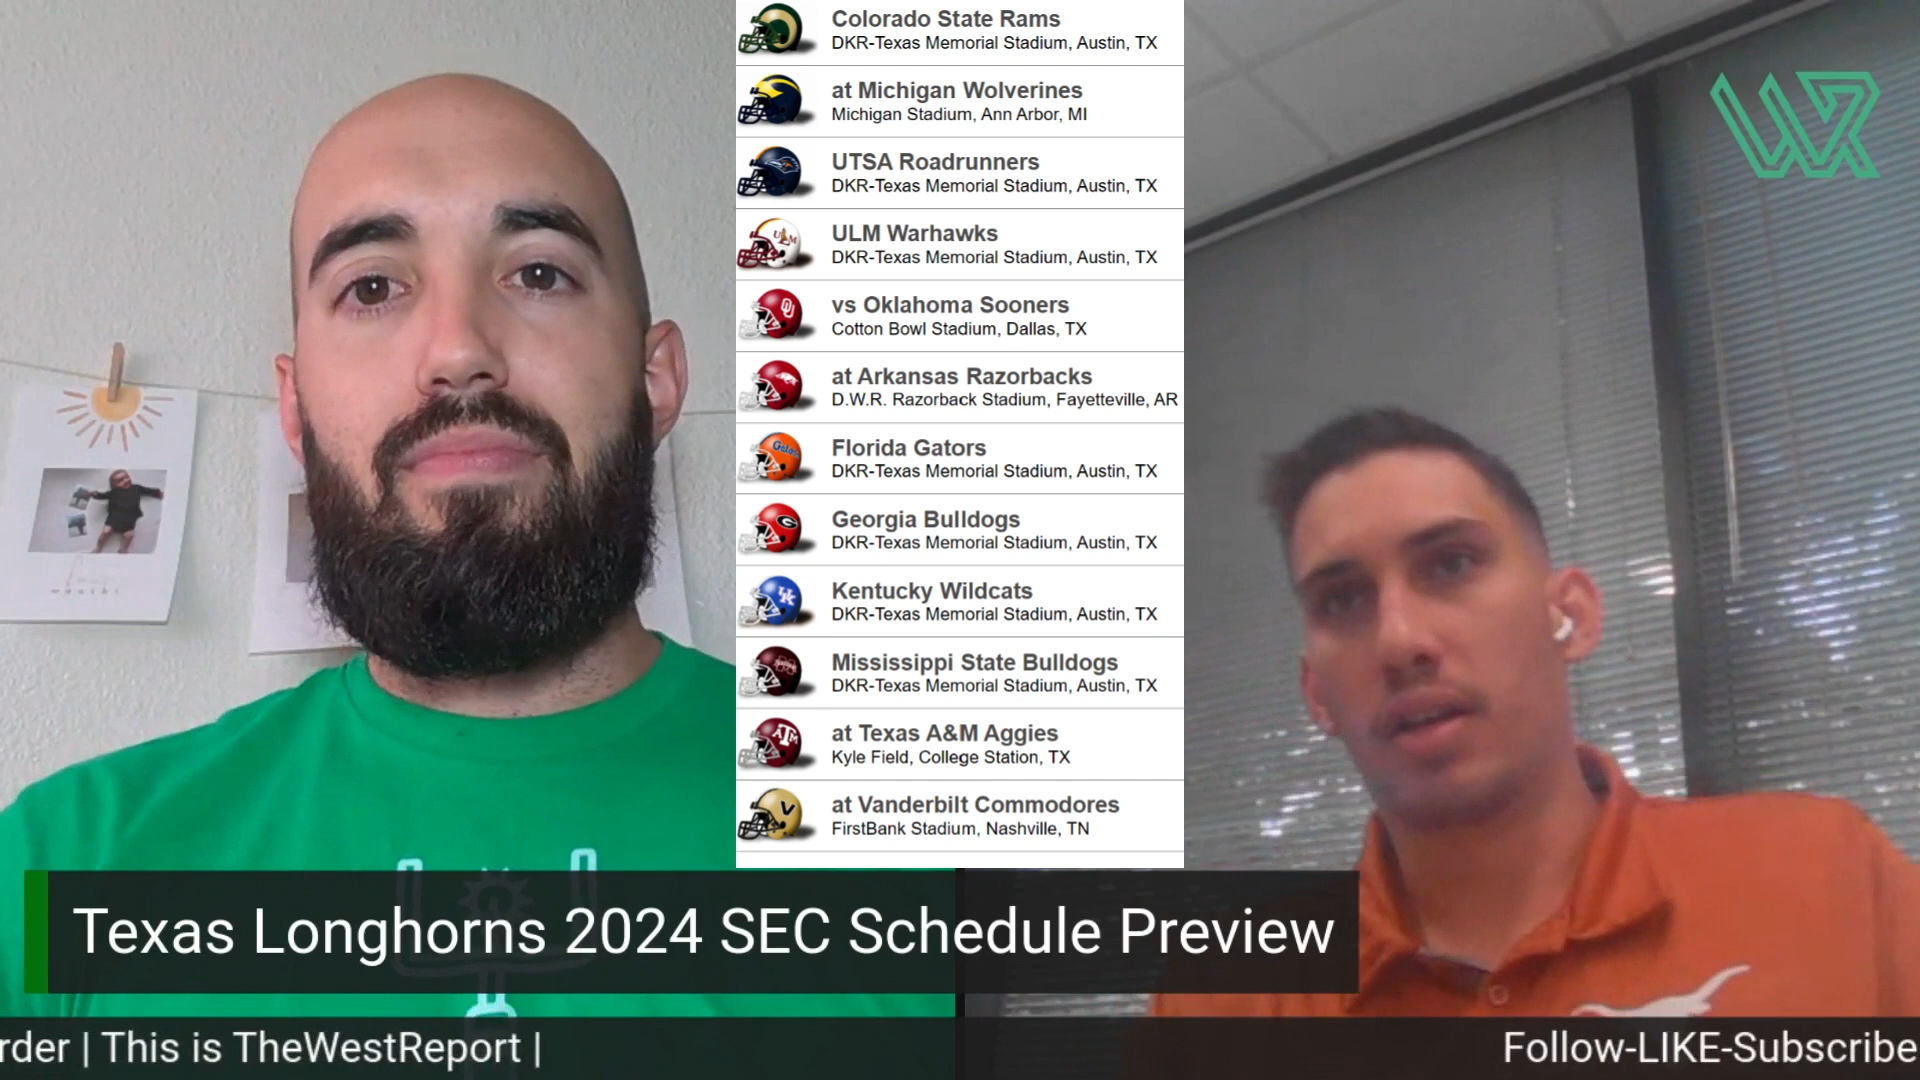 Colorado State Rams
DKR-Texas Memorial Stadium, Austin, TX
at Michigan Wolverines
Michigan Stadium, Ann Arbor, MI
UTSA Roadrunners
DKR-Texas Memorial Stadium, Austin, TX
ULM
ULM Warhawks
DKR-Texas Memorial Stadium, Austin, TX
vs Oklahoma Sooners
Cotton Bowl Stadium, Dallas, TX
at Arkansas Razorbacks
D.W.R. Razorback Stadium, Fayetteville, AR
Gators
Florida Gators
DKR-Texas Memorial Stadium, Austin, TX
G
Georgia Bulldogs
DKR-Texas Memorial Stadium, Austin, TX
UK
Kentucky Wildcats
DKR-Texas Memorial Stadium, Austin, TX
Mississippi State Bulldogs
DKR-Texas Memorial Stadium, Austin, TX
ATM
at Texas A&M Aggies
Kyle Field, College Station, TX
V
at Vanderbilt Commodores
FirstBank Stadium, Nashville, TN
WR
Texas Longhorns 2024 SEC Schedule Preview
rder | This is TheWestReport |
Follow-LIKE-Subscribe